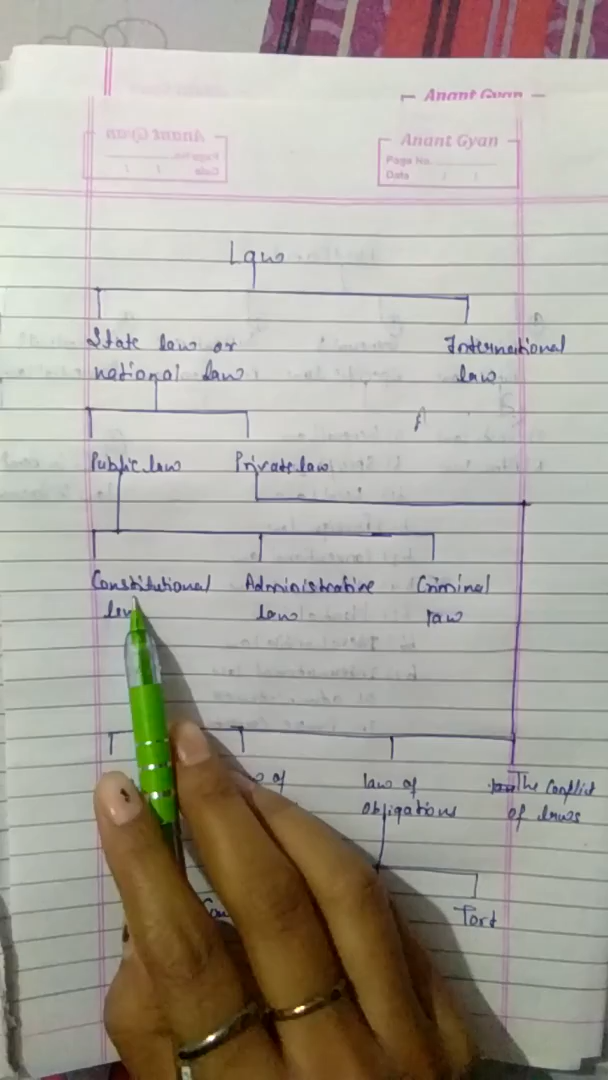 Anant Gyan
Anant Gyan
Page No.
Date / /
Law
State law or
national law
International
law
Public law
Private law
Constitutional
law
Administrative
law
Criminal
law
of
law of
obligations
The conflict
of laws
Tort